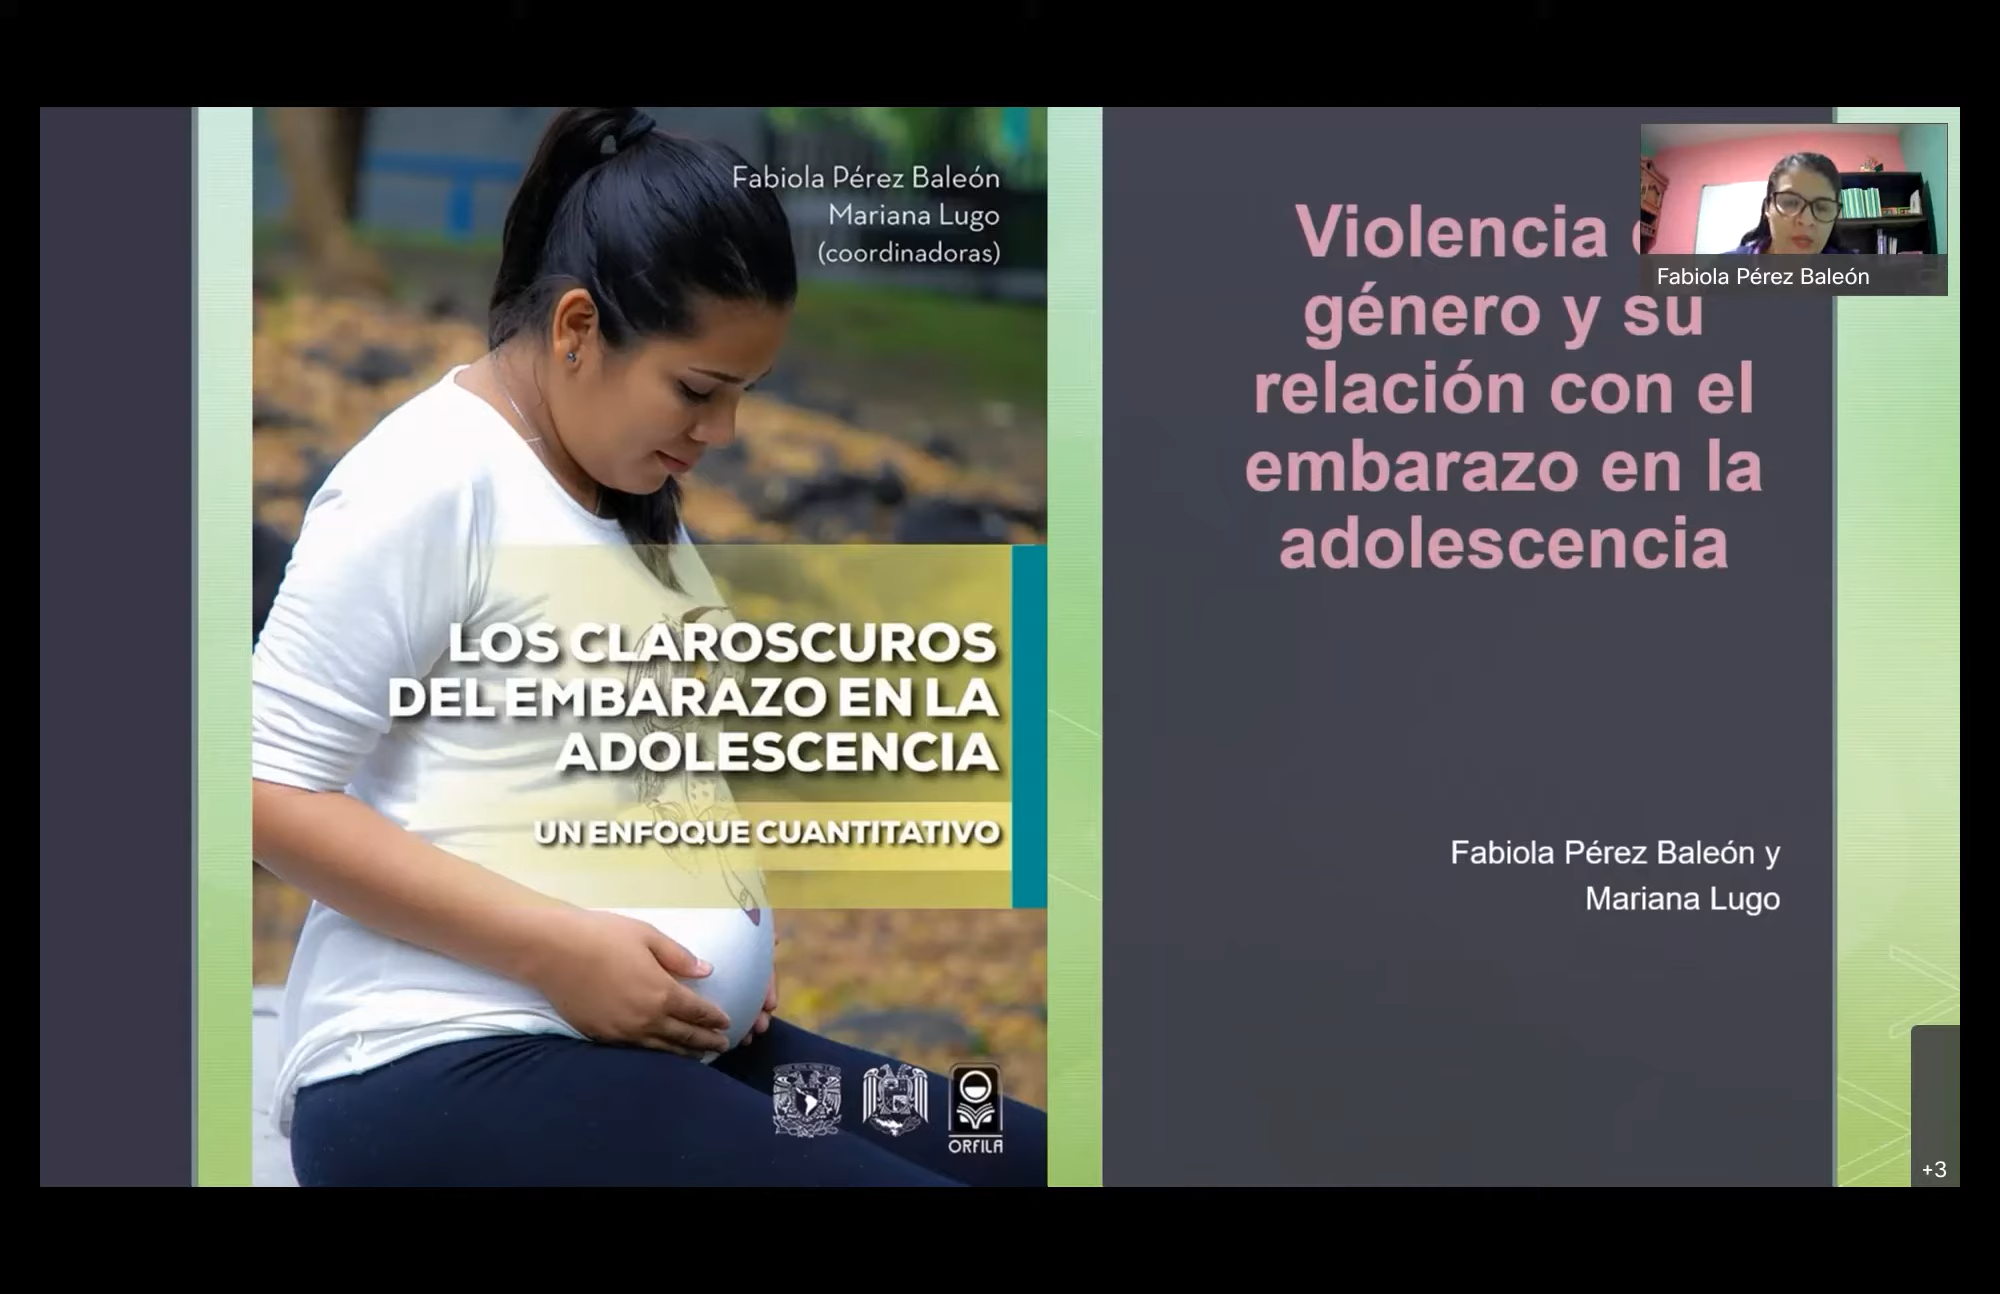 Fabiola Pérez Baleón
Mariana Lugo
(coordinadoras)
LOS CLAROSCUROS
DEL EMBARAZO EN LA
ADOLESCENCIA
UN ENFOQUE CUANTITATIVO
ORFILA
Violencia
género y su
relación con el
embarazo en la
adolescencia
Fabiola Pérez Baleón y
Mariana Lugo
Fabiola Pérez Baleón
+3